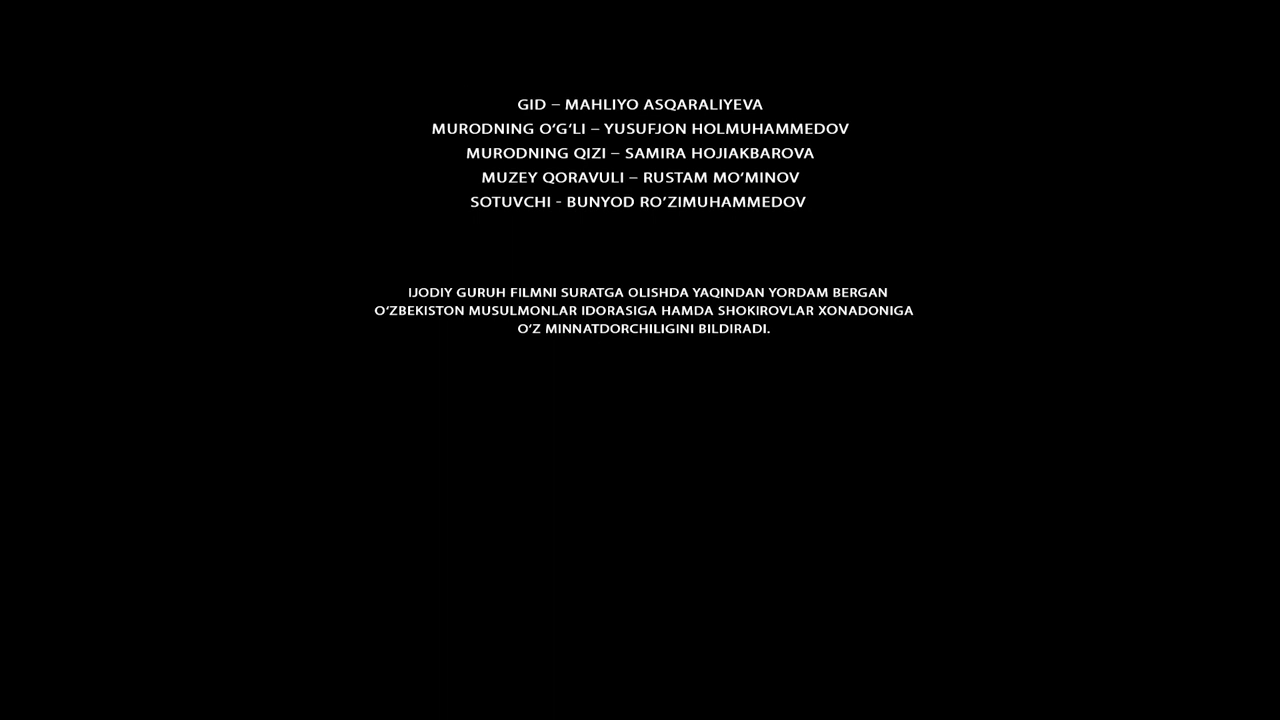 GID – MAHLIYO ASQARALIYEVA
MURODNING O‘G‘LI – YUSUFJON HOLMUHAMMEDOV
MURODNING QIZI – SAMIRA HOJIAKBAROVA
MUZEY QORAVULI – RUSTAM MO’MINOV
SOTUVCHI - BUNYOD RO’ZIMUHAMMEDOV
IJODIY GURUH FILMNI SURATGA OLISHDA YAQINDAN YORDAM BERGAN
O‘ZBEKISTON MUSULMONLAR IDORASIGA HAMDA SHOKIROVLAR XONADONIGA
O‘Z MINNATDORCHILIGINI BILDIRADI.